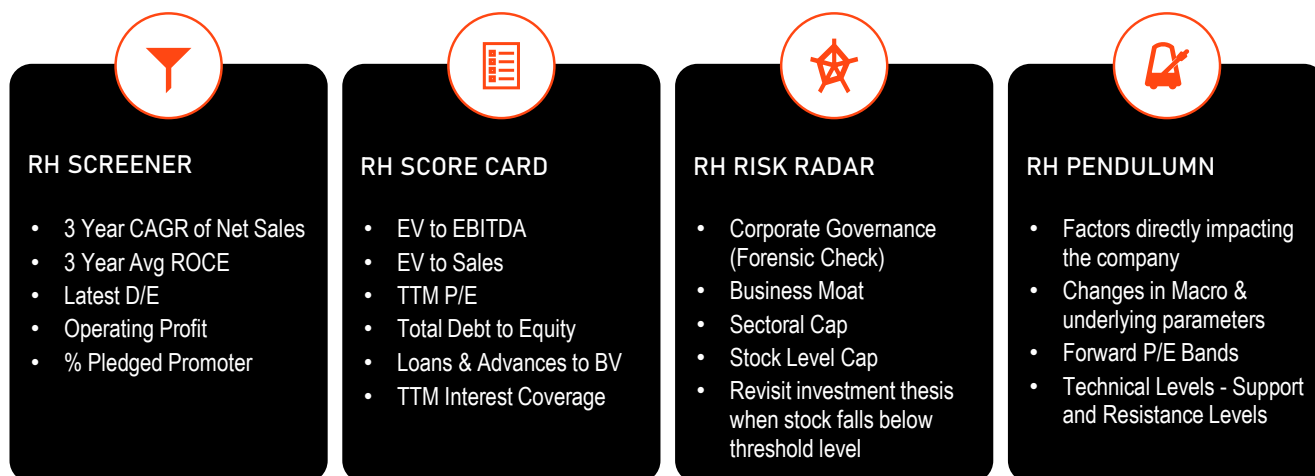 RH SCREENER
• 3 Year CAGR of Net Sales
• 3 Year Avg ROCE
• Latest D/E
• Operating Profit
• % Pledged Promoter
RH SCORE CARD
• EV to EBITDA
• EV to Sales
• TTM P/E
• Total Debt to Equity
• Loans & Advances to BV
• TTM Interest Coverage
RH RISK RADAR
• Corporate Governance
(Forensic Check)
• Business Moat
• Sectoral Cap
• Stock Level Cap
• Revisit investment thesis
when stock falls below
threshold level
RH PENDULUMN
• Factors directly impacting
the company
• Changes in Macro &
underlying parameters
• Forward P/E Bands
• Technical Levels - Support
and Resistance Levels